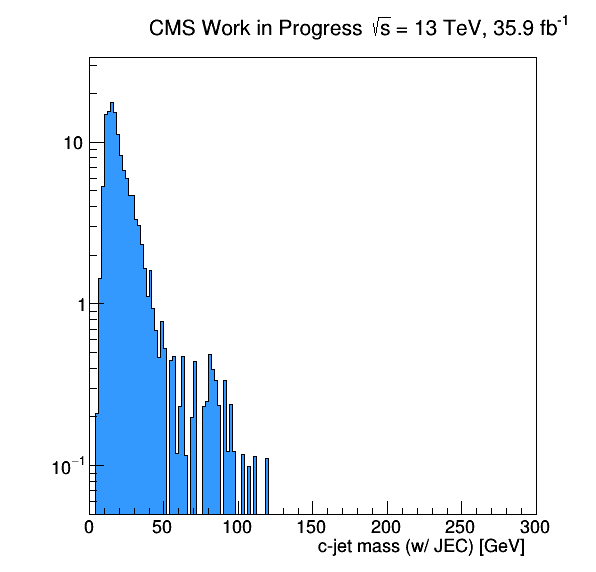 CMS Work in Progress √s = 13 TeV, 35.9 fb⁻¹
10
1
10⁻¹
0 50 100 150 200 250 300
c-jet mass (w/ JEC) [GeV]